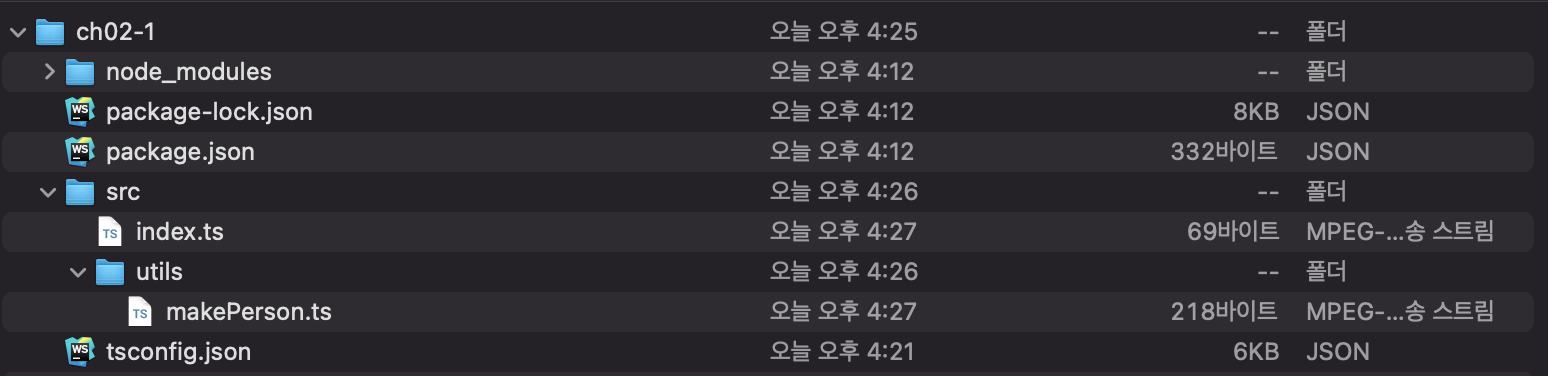 ch02-1 오늘 오후 4:25 -- 폴더
node_modules 오늘 오후 4:12 -- 폴더
WS package-lock.json 오늘 오후 4:12 8KB JSON
WS package.json 오늘 오후 4:12 332바이트 JSON
src 오늘 오후 4:26 -- 폴더
TS index.ts 오늘 오후 4:27 69바이트 MPEG-...송 스트림
utils 오늘 오후 4:26 -- 폴더
TS makePerson.ts 오늘 오후 4:27 218바이트 MPEG-...송 스트림
WS tsconfig.json 오늘 오후 4:21 6KB JSON